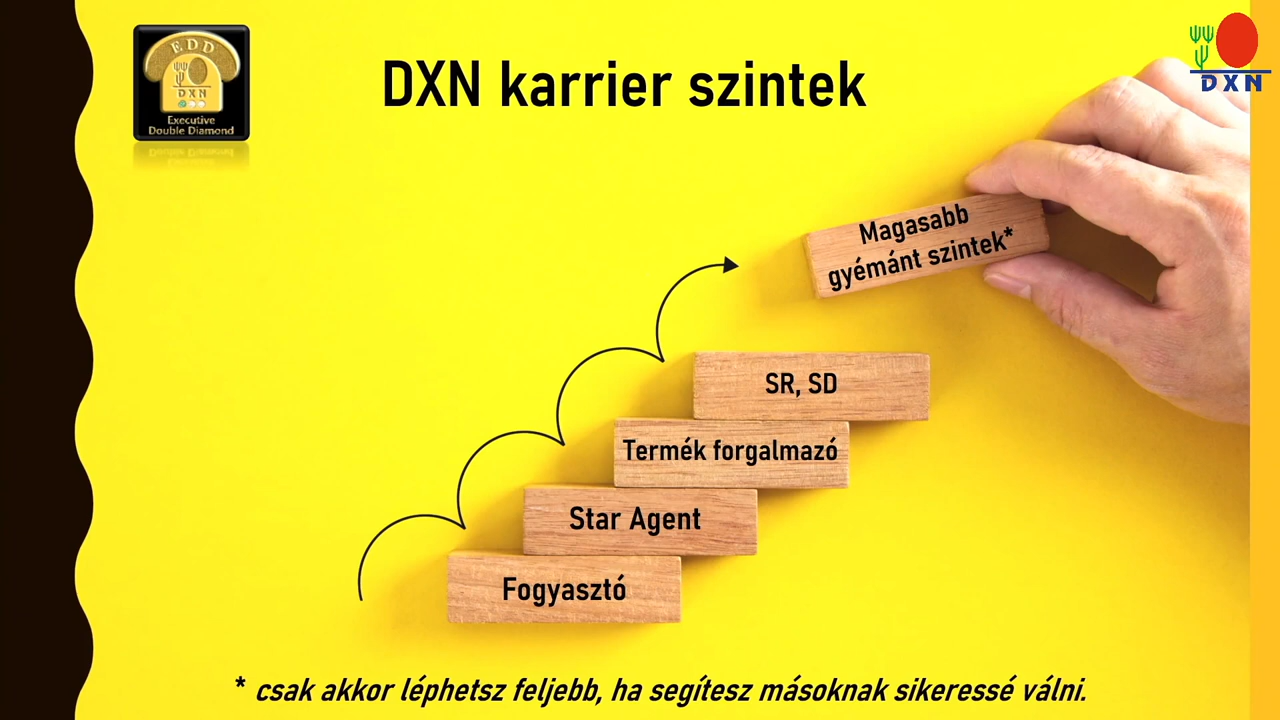 EDD
DXN
Executive
Double Diamond
DXN karrier szintek
DXN
Magasabb
gyémánt szintek*
SR, SD
Termék forgalmazó
Star Agent
Fogyasztó
* csak akkor léphetsz feljebb, ha segítesz másoknak sikeressé válni.